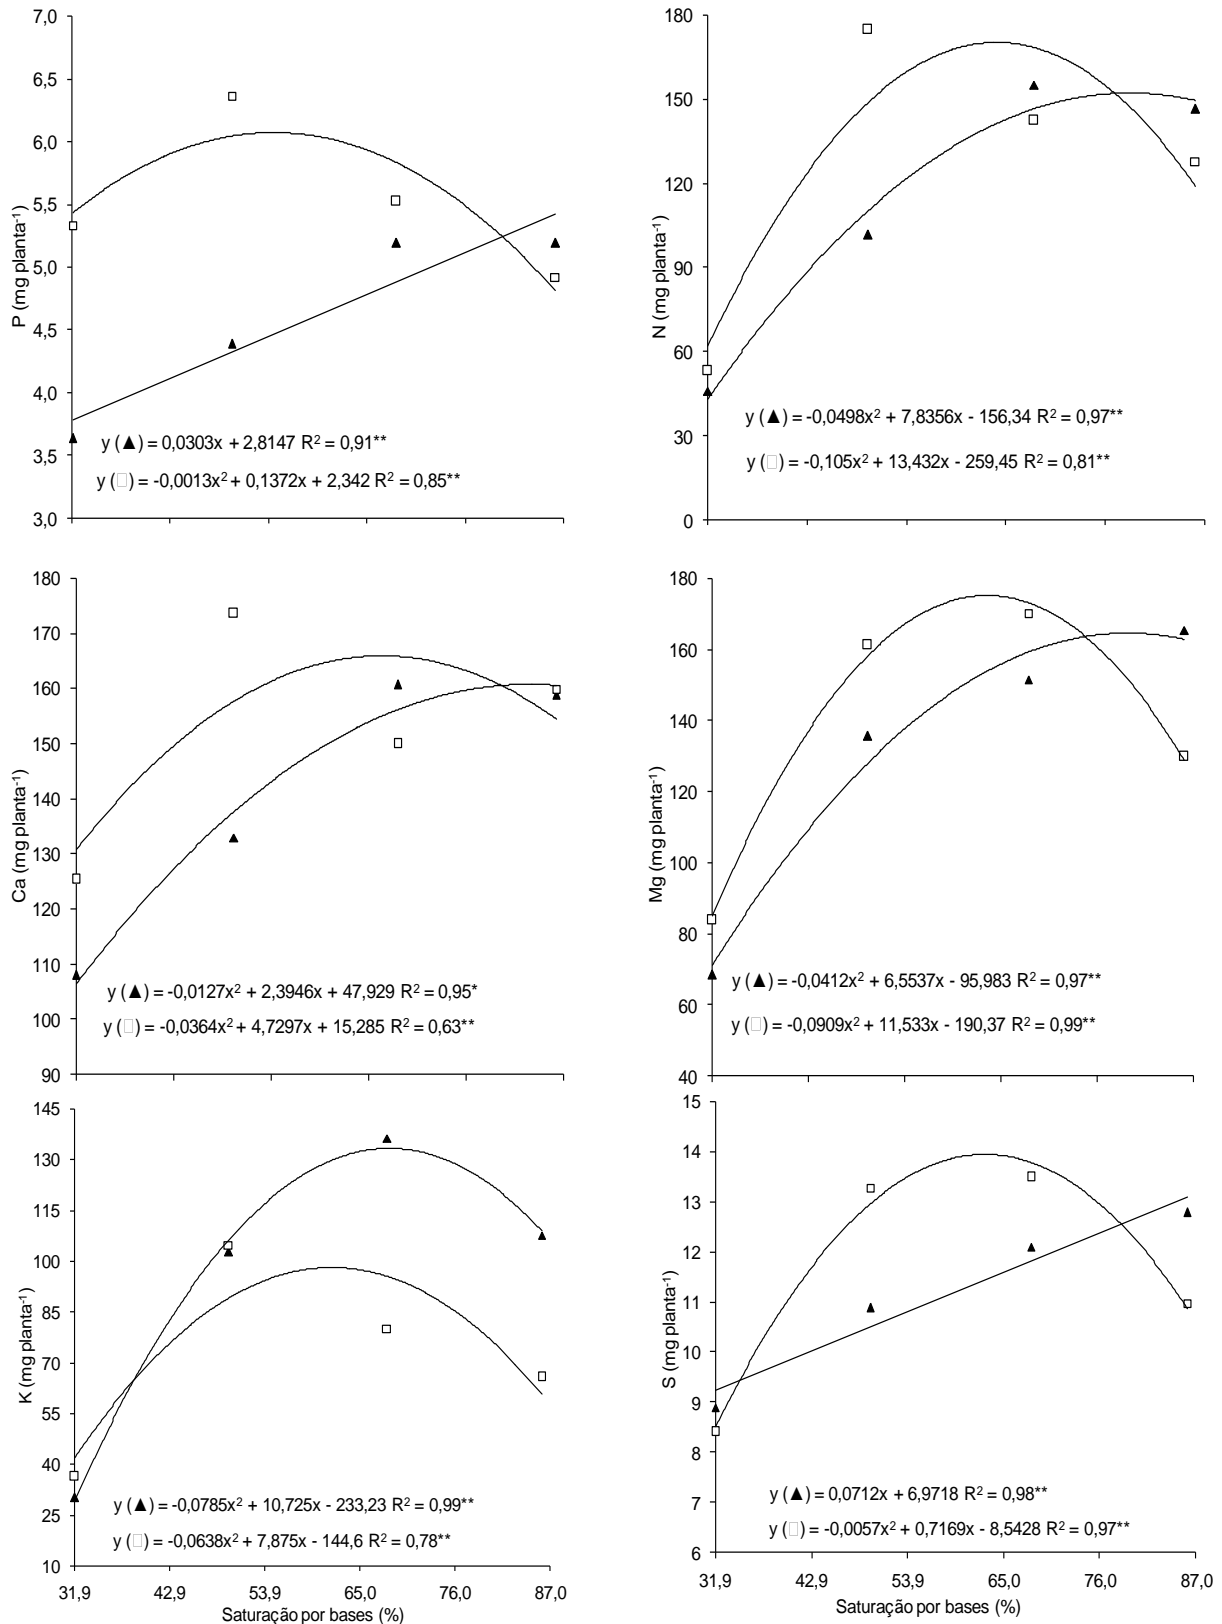 7,0
6,5
6,0
5,5
5,0
4,5
4,0
3,5
3,0
P (mg planta⁻¹)
y (▲) = 0,0303x + 2,8147 R² = 0,91**
y (□) = -0,0013x² + 0,1372x + 2,342 R² = 0,85**
180
150
120
90
60
30
0
N (mg planta⁻¹)
y (▲) = -0,0498x² + 7,8356x - 156,34 R² = 0,97**
y (□) = -0,105x² + 13,432x - 259,45 R² = 0,81**
180
170
160
150
140
130
120
110
100
90
Ca (mg planta⁻¹)
y (▲) = -0,0127x² + 2,3946x + 47,929 R² = 0,95*
y (□) = -0,0364x² + 4,7297x + 15,285 R² = 0,63**
180
160
140
120
100
80
60
40
Mg (mg planta⁻¹)
y (▲) = -0,0412x² + 6,5537x - 95,983 R² = 0,97**
y (□) = -0,0909x² + 11,533x - 190,37 R² = 0,99**
145
130
115
100
85
70
55
40
25
10
K (mg planta⁻¹)
y (▲) = -0,0785x² + 10,725x - 233,23 R² = 0,99**
y (□) = -0,0638x² + 7,875x - 144,6 R² = 0,78**
31,9 42,9 53,9 65,0 76,0 87,0
Saturação por bases (%)
15
14
13
12
11
10
9
8
7
6
S (mg planta⁻¹)
y (▲) = 0,0712x + 6,9718 R² = 0,98**
y (□) = -0,0057x² + 0,7169x - 8,5428 R² = 0,97**
31,9 42,9 53,9 65,0 76,0 87,0
Saturação por bases (%)